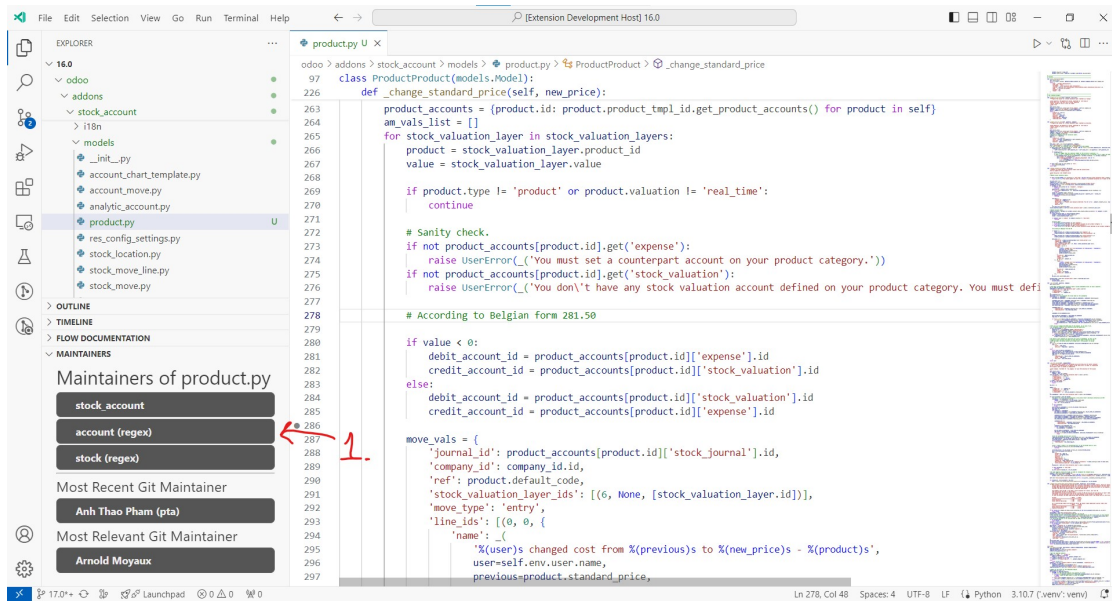 File Edit Selection View Go Run Terminal Help
[Extension Development Host] 16.0
EXPLORER
16.0
odoo
addons
stock_account
i18n
models
__init__.py
account_chart_template.py
account_move.py
analytic_account.py
product.py U
res_config_settings.py
stock_location.py
stock_move_line.py
stock_move.py
OUTLINE
TIMELINE
FLOW DOCUMENTATION
MAINTAINERS
Maintainers of product.py
stock_account
account (regex)
stock (regex)
Most Recent Git Maintainer
Anh Thao Pham (pta)
Most Relevant Git Maintainer
Arnold Moyaux
2
product.py U
odoo > addons > stock_account > models > product.py > ProductProduct > _change_standard_price
97 class ProductProduct(models.Model):
226 def _change_standard_price(self, new_price):
263 product_accounts = {product.id: product.product_tmpl_id.get_product_accounts() for product in self}
264 am_vals_list = []
265 for stock_valuation_layer in stock_valuation_layers:
266 product = stock_valuation_layer.product_id
267 value = stock_valuation_layer.value
268
269 if product.type != 'product' or product.valuation != 'real_time':
270 continue
271
272 # Sanity check.
273 if not product_accounts[product.id].get('expense'):
274 raise UserError(_('You must set a counterpart account on your product category.'))
275 if not product_accounts[product.id].get('stock_valuation'):
276 raise UserError(_('You don\'t have any stock valuation account defined on your product category. You must defi
277
278 # According to Belgian form 281.50
279
280 if value < 0:
281 debit_account_id = product_accounts[product.id]['expense'].id
282 credit_account_id = product_accounts[product.id]['stock_valuation'].id
283 else:
284 debit_account_id = product_accounts[product.id]['stock_valuation'].id
285 credit_account_id = product_accounts[product.id]['expense'].id
286
287 move_vals = {
288 'journal_id': product_accounts[product.id]['stock_journal'].id,
289 'company_id': company_id.id,
290 'ref': product.default_code,
291 'stock_valuation_layer_ids': [(6, None, [stock_valuation_layer.id])],
292 'move_type': 'entry',
293 'line_ids': [(0, 0, {
294 'name': _(
295 '%(user)s changed cost from %(previous)s to %(new_price)s - %(product)s',
296 user=self.env.user.name,
297 previous=product.standard_price,
1.
17.0*+ Launchpad 0 0 0 Ln 278, Col 48 Spaces: 4 UTF-8 LF Python 3.10.7 ('.venv': venv)